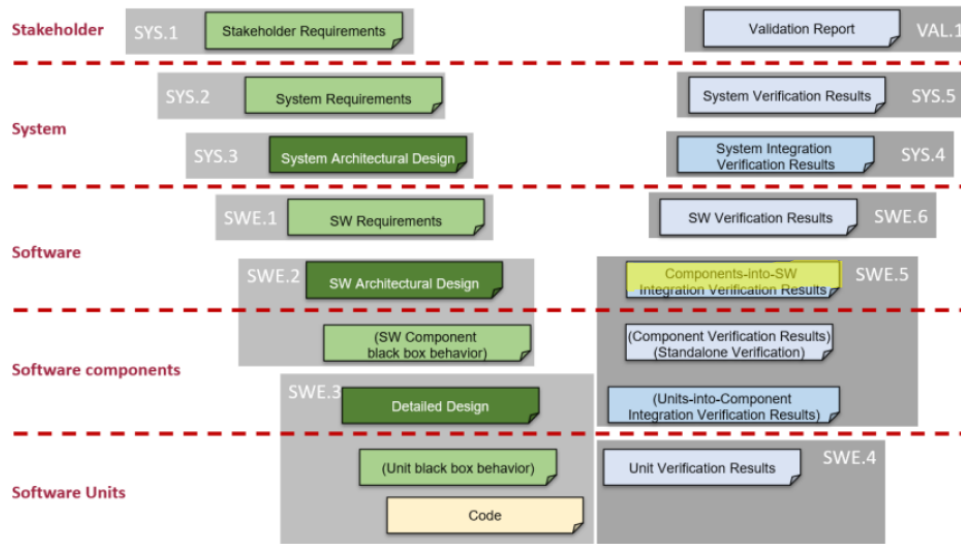 Stakeholder
SYS.1
Stakeholder Requirements
Validation Report
VAL.1
SYS.2
System Requirements
System Verification Results
SYS.5
System
SYS.3
System Architectural Design
System Integration
Verification Results
SYS.4
SWE.1
SW Requirements
SW Verification Results
SWE.6
Software
SWE.2
SW Architectural Design
Components-into-SW
Integration Verification Results
SWE.5
(SW Component
black box behavior)
(Component Verification Results)
(Standalone Verification)
Software components
SWE.3
Detailed Design
(Units-into-Component
Integration Verification Results)
(Unit black box behavior)
Unit Verification Results
SWE.4
Software Units
Code